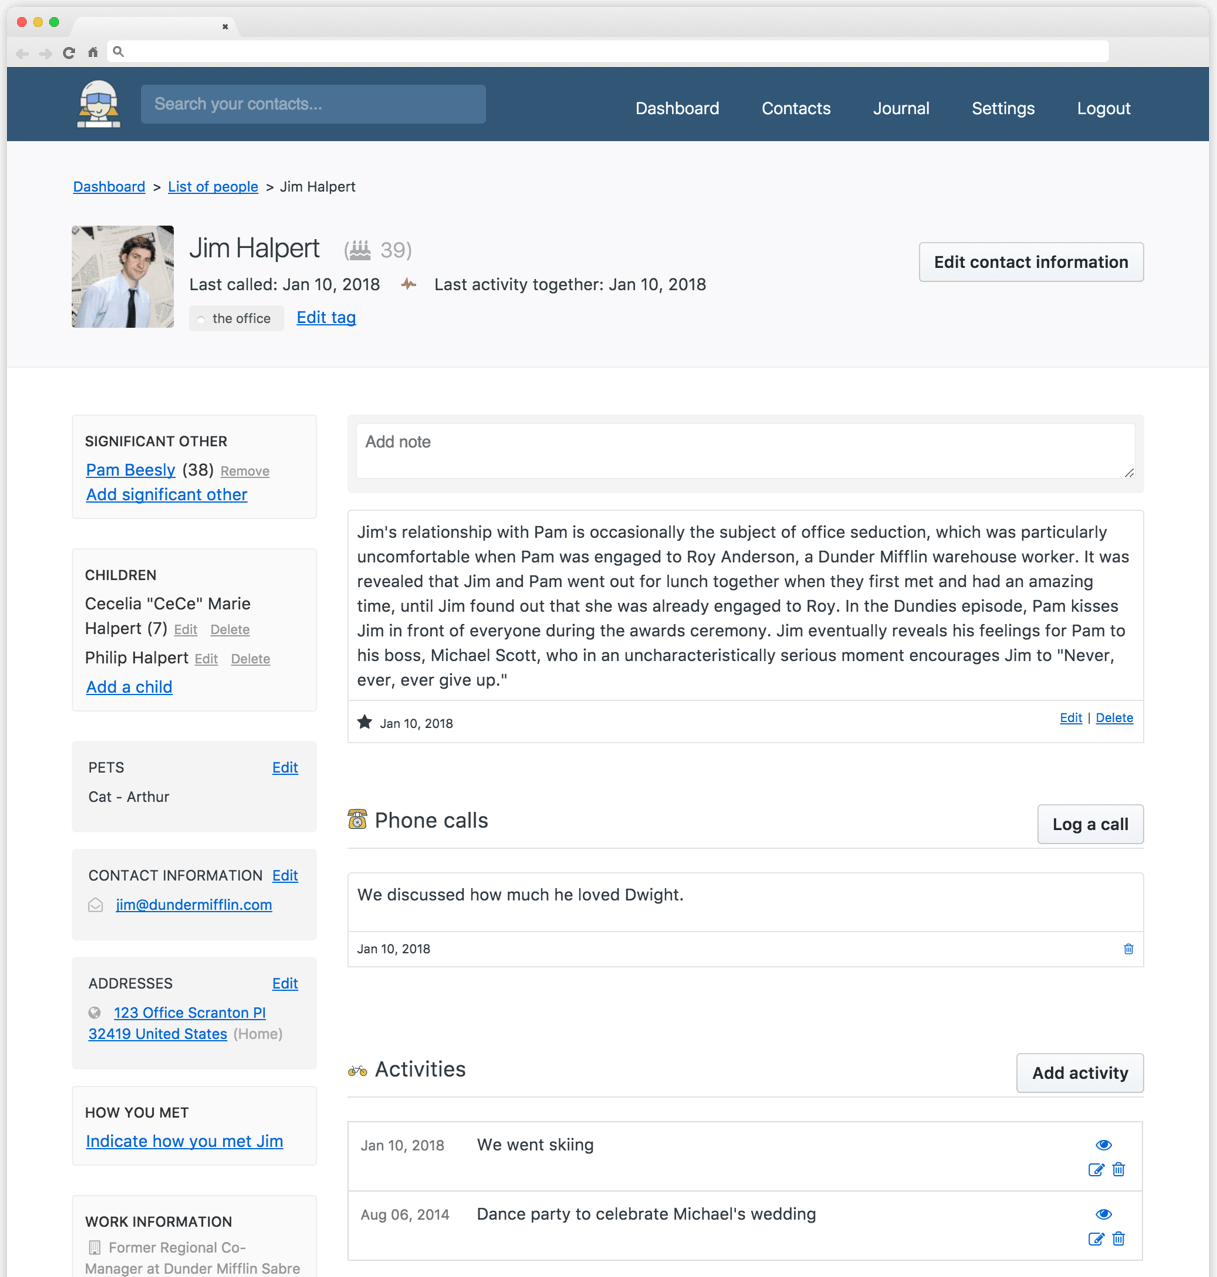 Search your contacts...
Dashboard
Contacts
Journal
Settings
Logout
Dashboard > List of people > Jim Halpert
Jim Halpert ( 39)
Edit contact information
Last called: Jan 10, 2018 Last activity together: Jan 10, 2018
the office Edit tag
SIGNIFICANT OTHER
Pam Beesly (38) Remove
Add significant other
CHILDREN
Cecelia "CeCe" Marie
Halpert (7) Edit Delete
Philip Halpert Edit Delete
Add a child
PETS Edit
Cat - Arthur
CONTACT INFORMATION Edit
jim@dundermifflin.com
ADDRESSES Edit
123 Office Scranton Pl
32419 United States (Home)
HOW YOU MET
Indicate how you met Jim
WORK INFORMATION
Former Regional Co-
Manager at Dunder Mifflin Sabre
Add note
Jim's relationship with Pam is occasionally the subject of office seduction, which was particularly
uncomfortable when Pam was engaged to Roy Anderson, a Dunder Mifflin warehouse worker. It was
revealed that Jim and Pam went out for lunch together when they first met and had an amazing
time, until Jim found out that she was already engaged to Roy. In the Dundies episode, Pam kisses
Jim in front of everyone during the awards ceremony. Jim eventually reveals his feelings for Pam to
his boss, Michael Scott, who in an uncharacteristically serious moment encourages Jim to "Never,
ever, ever give up."
Jan 10, 2018
Edit | Delete
Phone calls
Log a call
We discussed how much he loved Dwight.
Jan 10, 2018
Activities
Add activity
Jan 10, 2018 We went skiing
Aug 06, 2014 Dance party to celebrate Michael's wedding